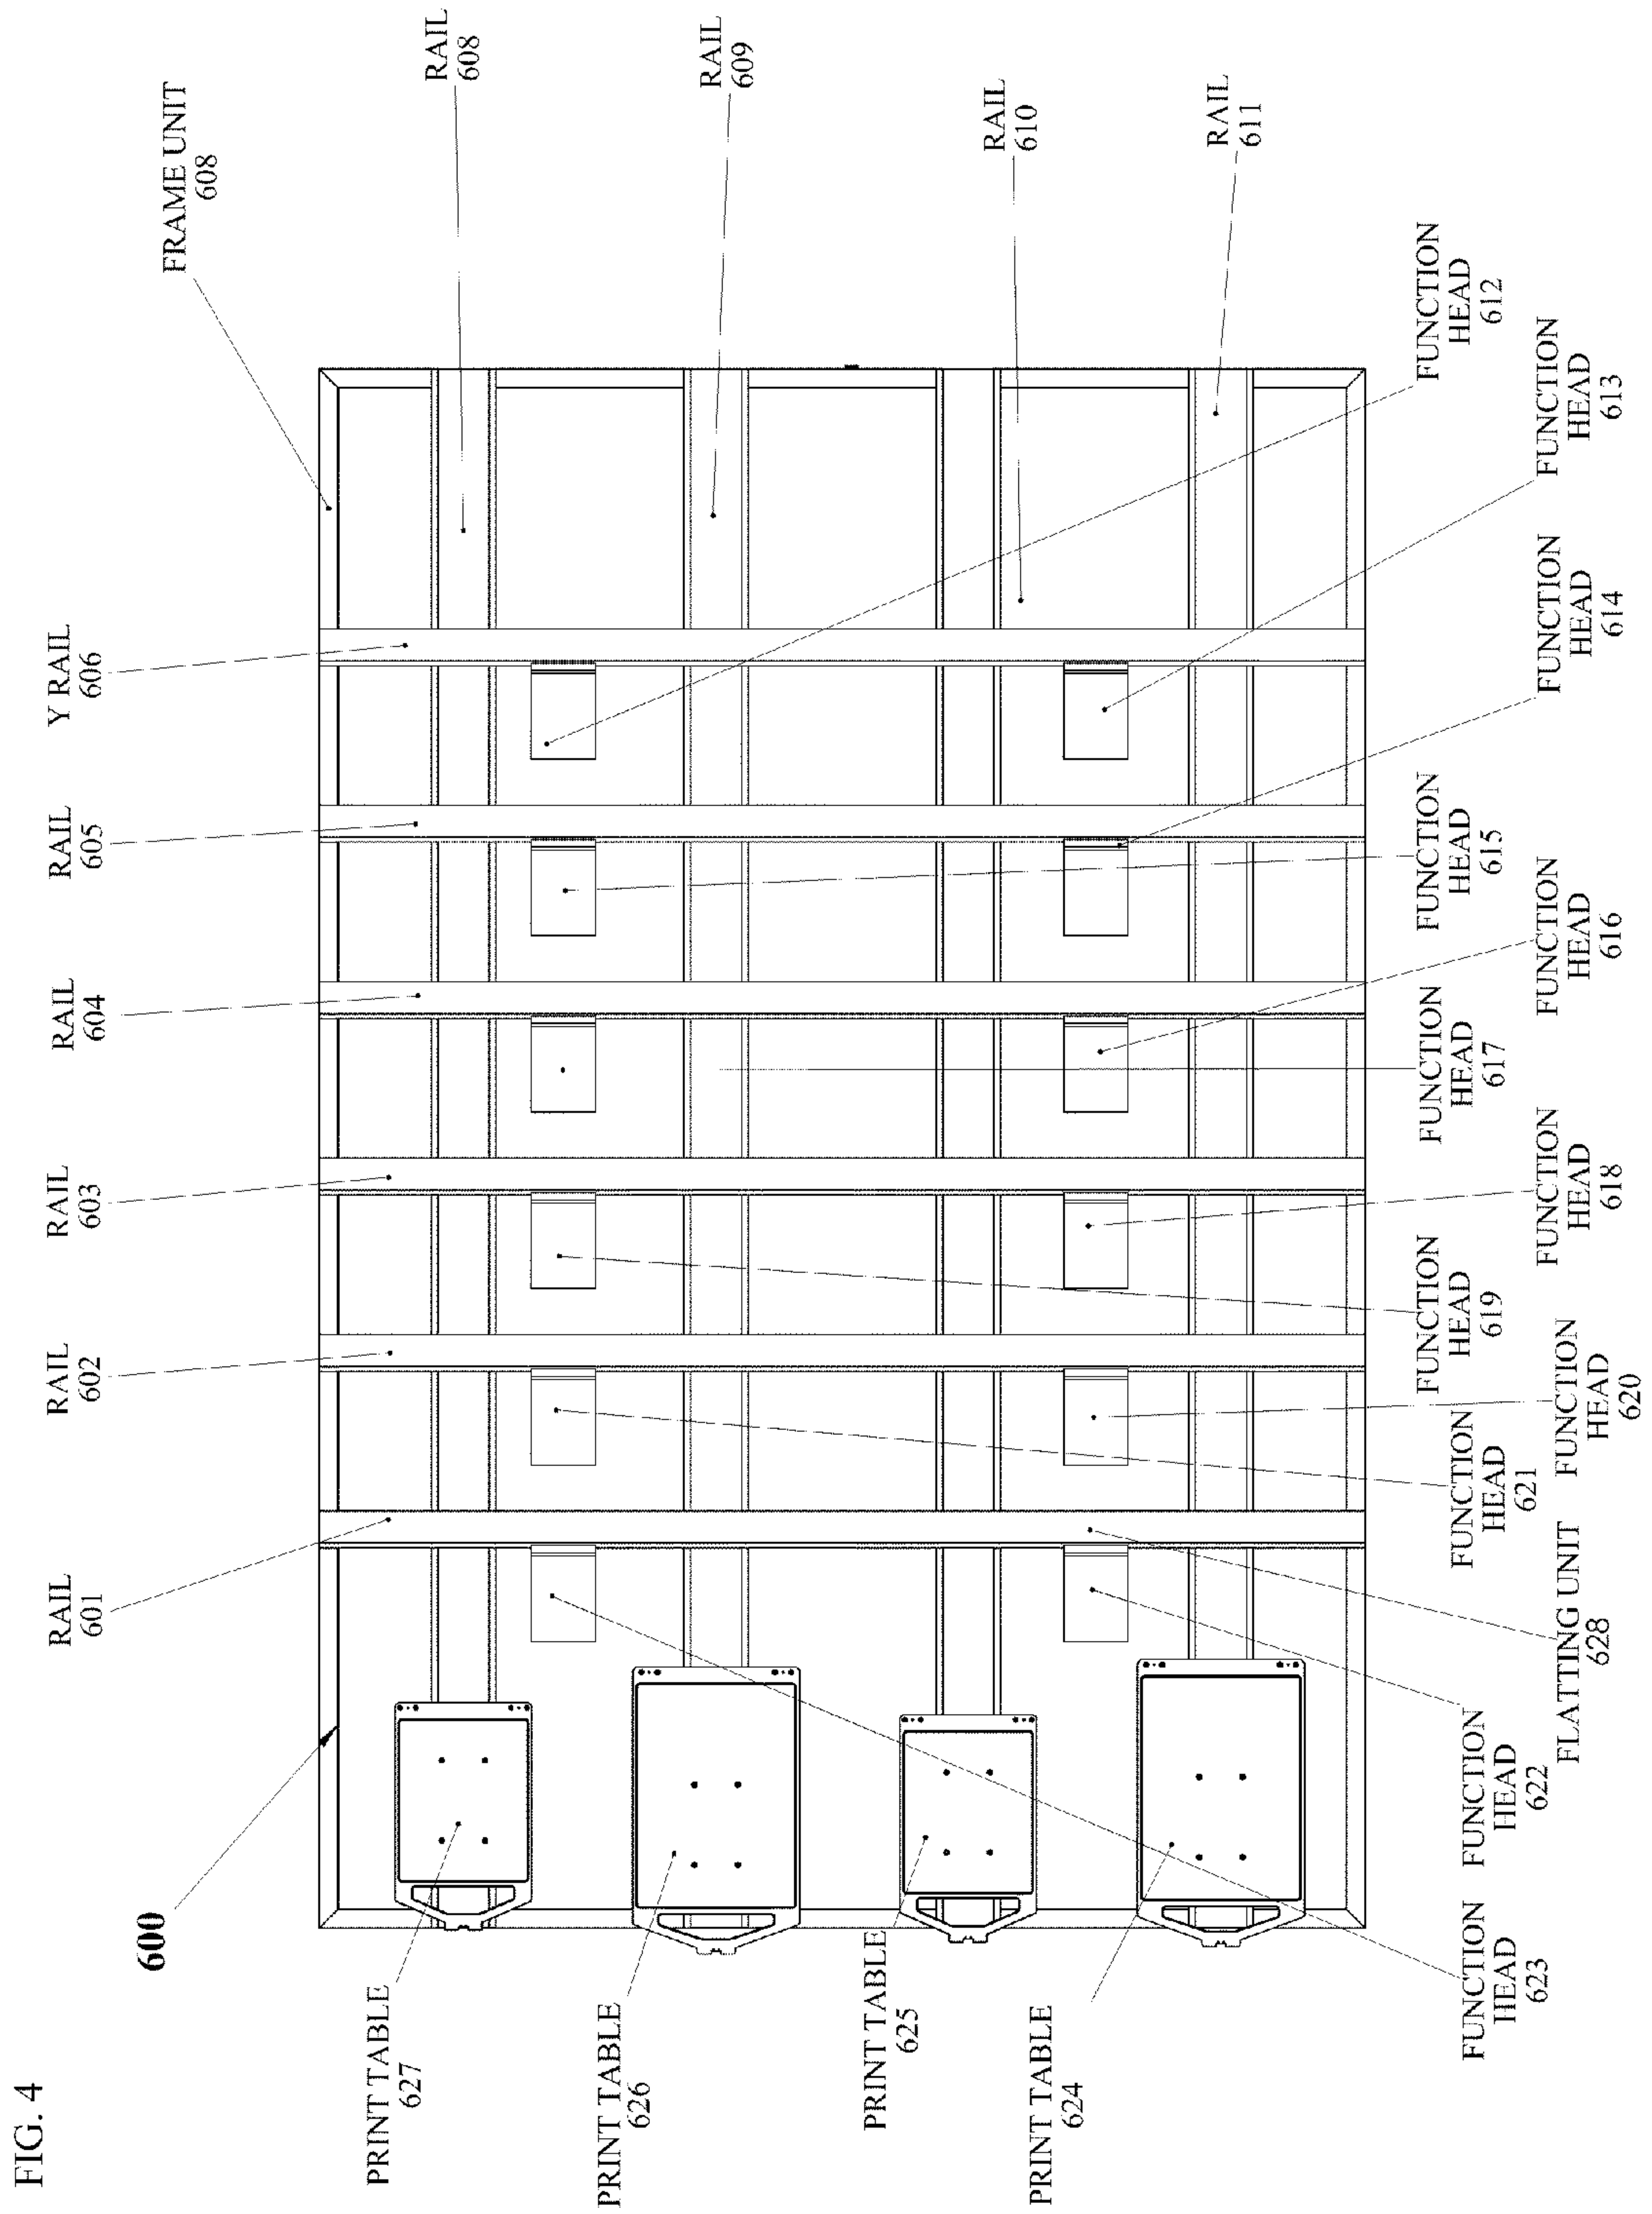 FIG. 4
600
PRINT TABLE
627
PRINT TABLE
626
PRINT TABLE
625
PRINT TABLE
624
RAIL
601
RAIL
602
RAIL
603
RAIL
604
RAIL
605
Y RAIL
606
FRAME UNIT
608
RAIL
608
RAIL
609
RAIL
610
RAIL
611
FUNCTION
HEAD
612
FUNCTION
HEAD
613
FUNCTION
HEAD
614
FUNCTION
HEAD
615
FUNCTION
HEAD
616
FUNCTION
HEAD
617
FUNCTION
HEAD
618
FUNCTION
HEAD
619
FUNCTION
HEAD
620
FUNCTION
HEAD
621
FLATTING UNIT
628
FUNCTION
HEAD
622
FUNCTION
HEAD
623